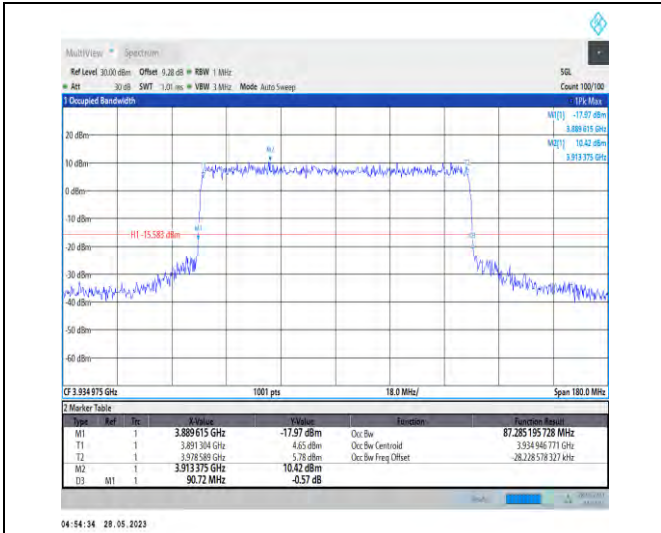 MultiView Spectrum
Ref Level 30.00 dBm Offset 9.28 dB RBW 1 MHz SGL
Att 30 dB SWT 1.01 ms VBW 3 MHz Mode Auto Sweep Count 100/100
1 Occupied Bandwidth 1Pk Max
M1[1] -17.97 dBm
3.889 615 GHz
20 dBm
M2[1] 10.42 dBm
3.913 375 GHz
M2
10 dBm
0 dBm
-10 dBm
M1
H1 -15.583 dBm
D3
-20 dBm
-30 dBm
-40 dBm
-50 dBm
-60 dBm
CF 3.934 975 GHz 1001 pts 18.0 MHz/ Span 180.0 MHz
2 Marker Table
Type Ref Trc X-Value Y-Value Function Function Result
M1 1 3.889 615 GHz -17.97 dBm Occ Bw 87.285 195 728 MHz
T1 1 3.891 304 GHz 4.65 dBm Occ Bw Centroid 3.934 946 771 GHz
T2 1 3.978 589 GHz 5.78 dBm Occ Bw Freq Offset -28.228 578 327 kHz
M2 1 3.913 375 GHz 10.42 dBm
D3 M1 1 90.72 MHz -0.57 dB
04:54:34 28.05.2023